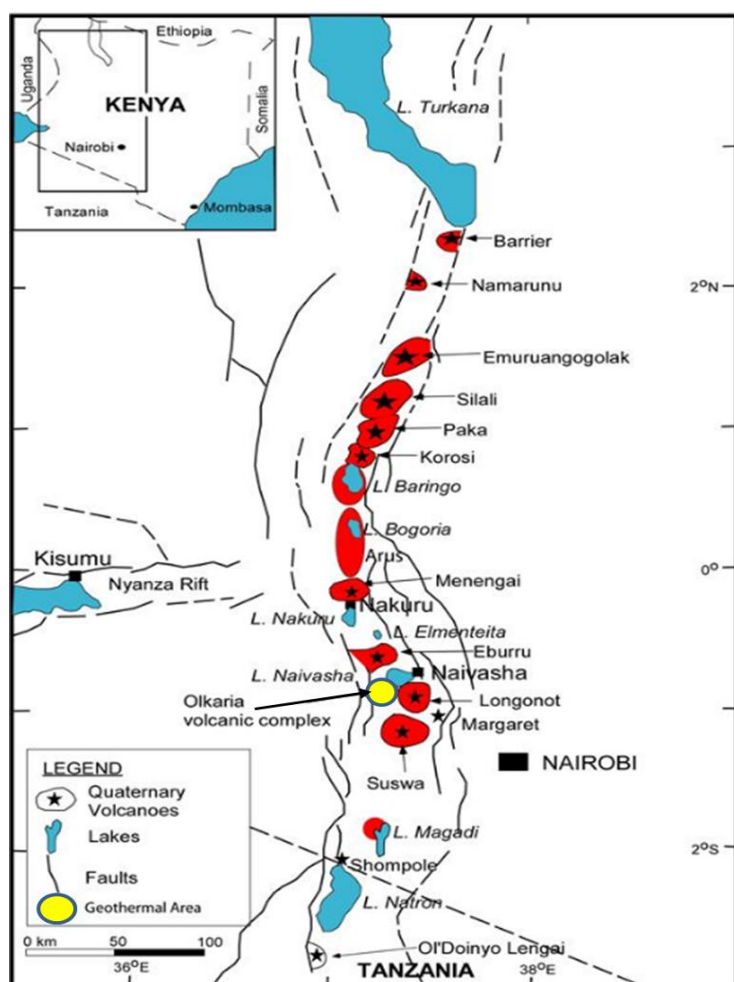 Ethiopia
Uganda
KENYA
Somalia
Nairobi
Tanzania
Mombasa
L. Turkana
Barrier
Namarunu
2°N
Emuruangogolak
Silali
Paka
Korosi
L. Baringo
L. Bogoria
Arus
Kisumu
Nyanza Rift
0°
Menengai
Nakuru
L. Nakuru
L. Elmenteita
Eburru
L. Naivasha
Naivasha
Olkaria
volcanic complex
Longonot
Margaret
Suswa
NAIROBI
LEGEND
Quaternary
Volcanoes
Lakes
Faults
Geothermal Area
L. Magadi
2°S
Shompole
L. Natron
0 km 50 100
Ol'Doinyo Lengai
36°E
TANZANIA
38°E